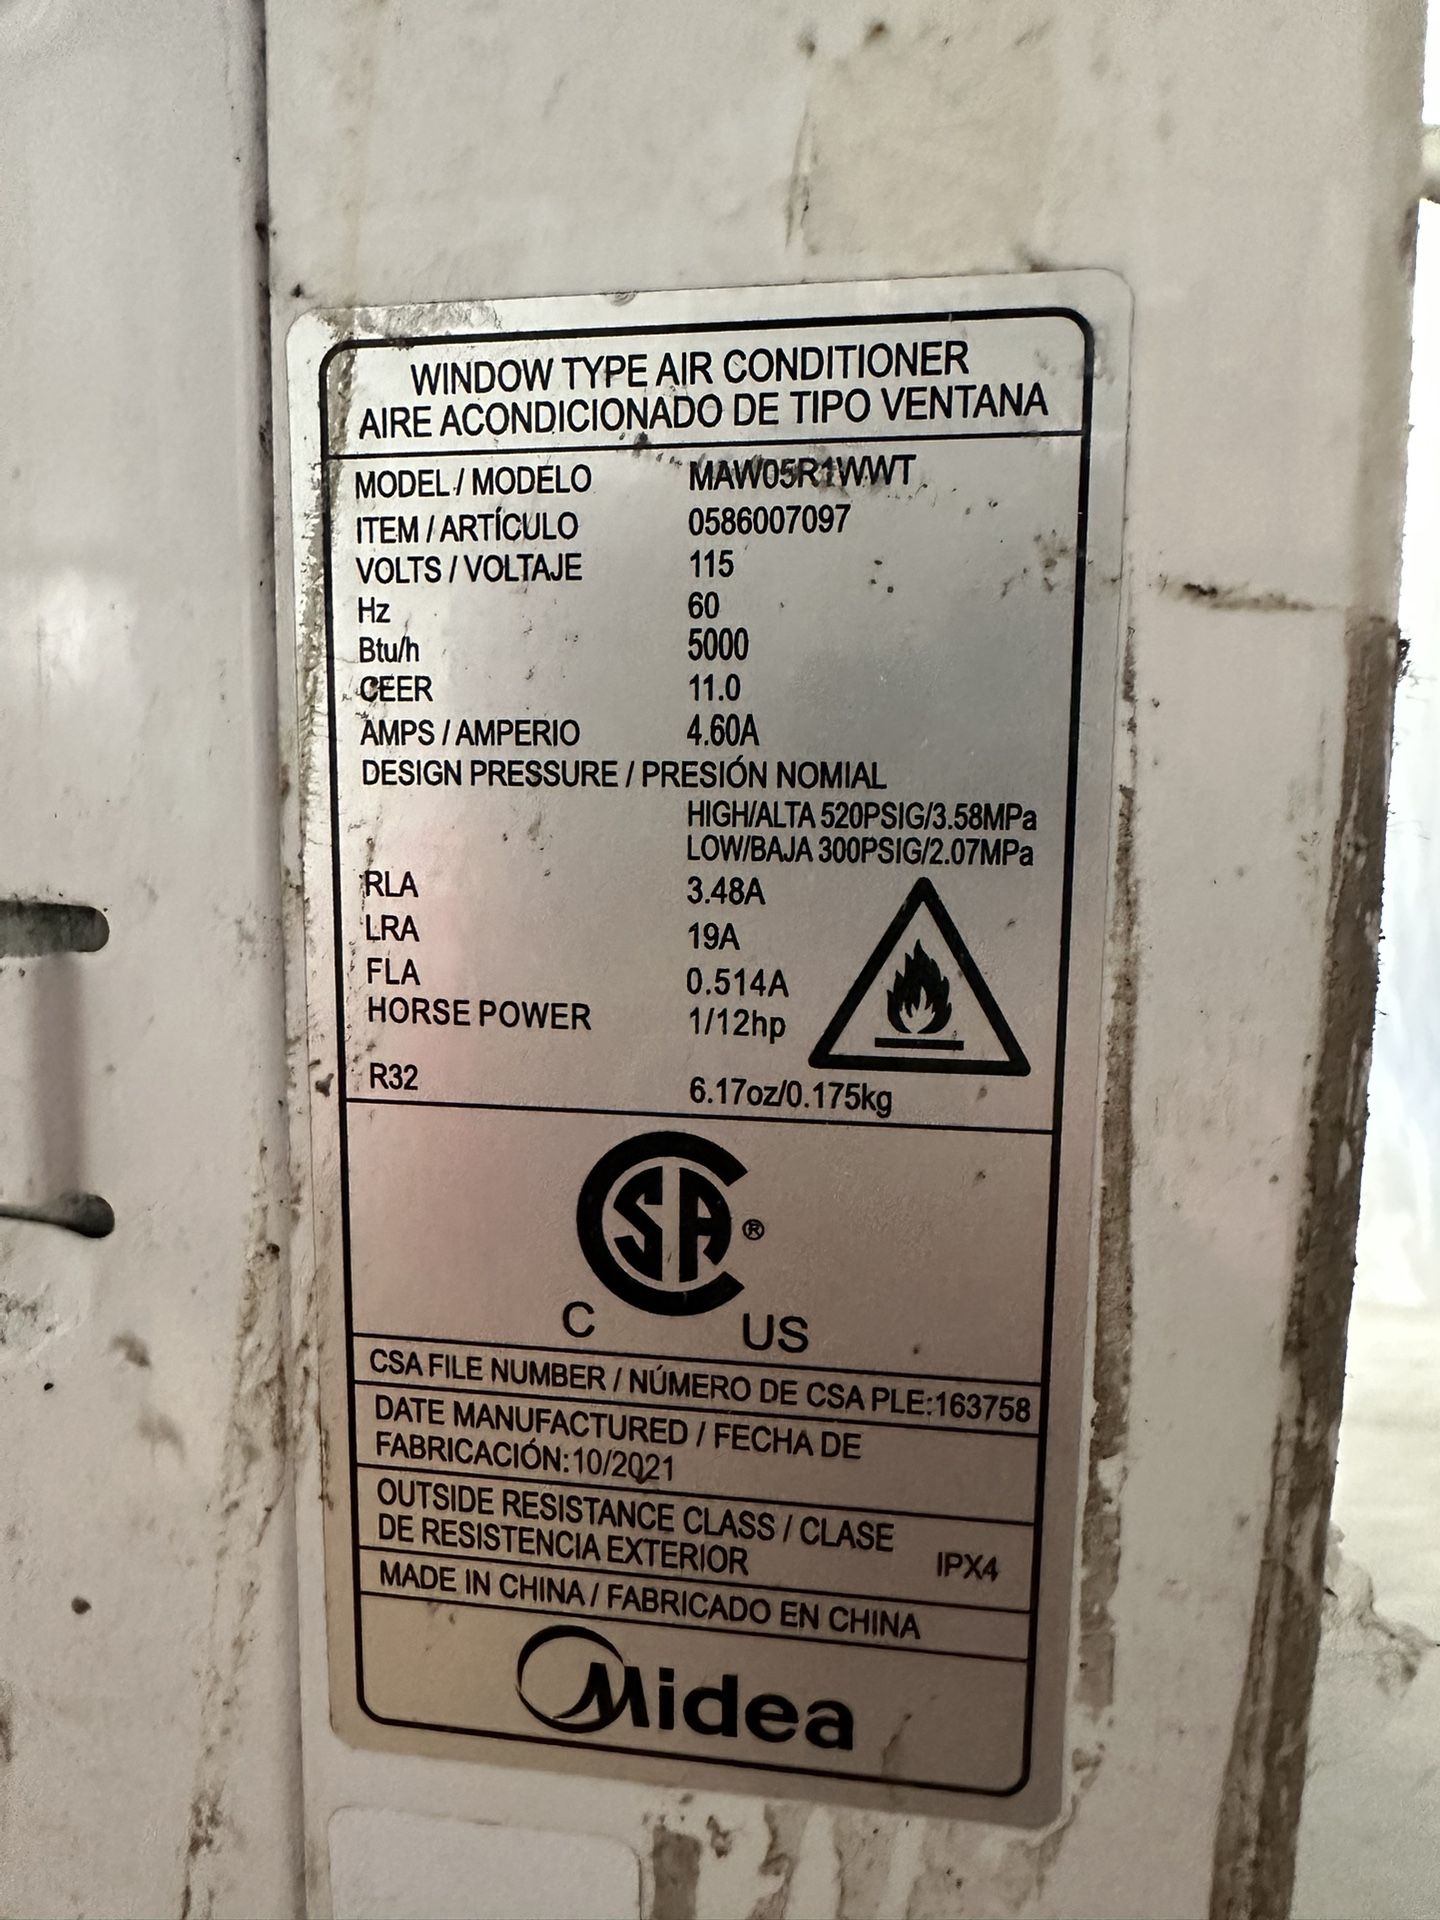 WINDOW TYPE AIR CONDITIONER
AIRE ACONDICIONADO DE TIPO VENTANA
MODEL / MODELO MAW05R1WWT
ITEM / ARTÍCULO 0586007097
VOLTS / VOLTAJE 115
Hz 60
Btu/h 5000
CEER 11.0
AMPS / AMPERIO 4.60A
DESIGN PRESSURE / PRESIÓN NOMIAL
HIGH/ALTA 520PSIG/3.58MPa
LOW/BAJA 300PSIG/2.07MPa
RLA 3.48A
LRA 19A
FLA 0.514A
HORSE POWER 1/12hp
R32 6.17oz/0.175kg
SA ®
C US
CSA FILE NUMBER / NÚMERO DE CSA PLE:163758
DATE MANUFACTURED / FECHA DE
FABRICACIÓN:10/2021
OUTSIDE RESISTANCE CLASS / CLASE
DE RESISTENCIA EXTERIOR IPX4
MADE IN CHINA / FABRICADO EN CHINA
Midea